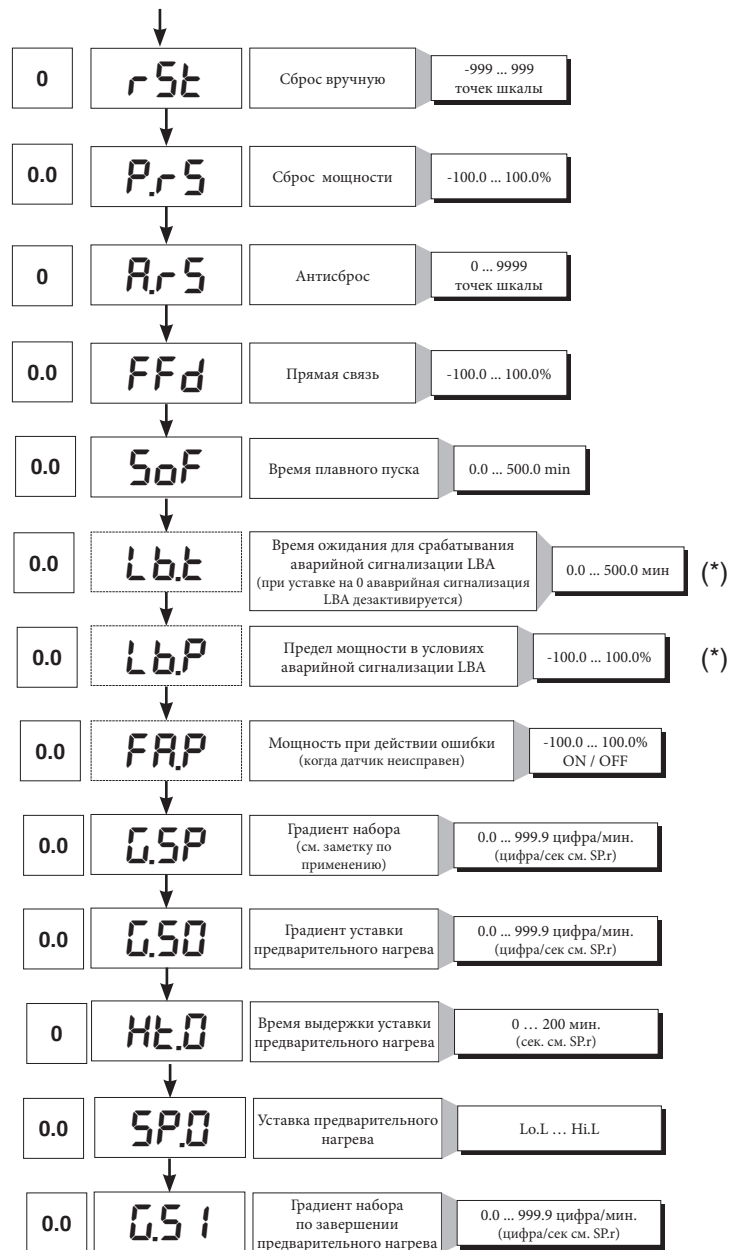 0
rSt
Сброс вручную
-999 ... 999
точек шкалы
0.0
P.rS
Сброс мощности
-100.0 ... 100.0%
0
A.rS
Антисброс
0 ... 9999
точек шкалы
0.0
FFd
Прямая связь
-100.0 ... 100.0%
0.0
SoF
Время плавного пуска
0.0 ... 500.0 min
0.0
Lb.t
Время ожидания для срабатывания
аварийной сигнализации LBA
(при уставке на 0 ававрийная сигнализация
LBA дезактивируется)
0.0 ... 500.0 мин
(*)
0.0
Lb.P
Предел мощности в условиях
аварийной сигнализации LBA
-100.0 ... 100.0%
(*)
0.0
FA.P
Мощность при действии ошибки
(когда датчик неисправен)
-100.0 ... 100.0%
ON / OFF
0.0
G.SP
Градиент набора
(см. заметку по
применению)
0.0 ... 999.9 цифра/мин.
(цифра/сек см. SP.r)
0.0
G.S0
Градиент уставки
предварительного нагрева
0.0 ... 999.9 цифра/мин.
(цифра/сек см. SP.r)
0
Ht.0
Время выдержки уставки
предварительного нагрева
0 … 200 мин.
(сек. см. SP.r)
0.0
SP.0
Уставка предварительного
нагрева
Lo.L … Hi.L
0.0
G.S1
Градиент набора
по завершении
предварительного нагрева
0.0 ... 999.9 цифра/мин.
(цифра/сек см. SP.r)